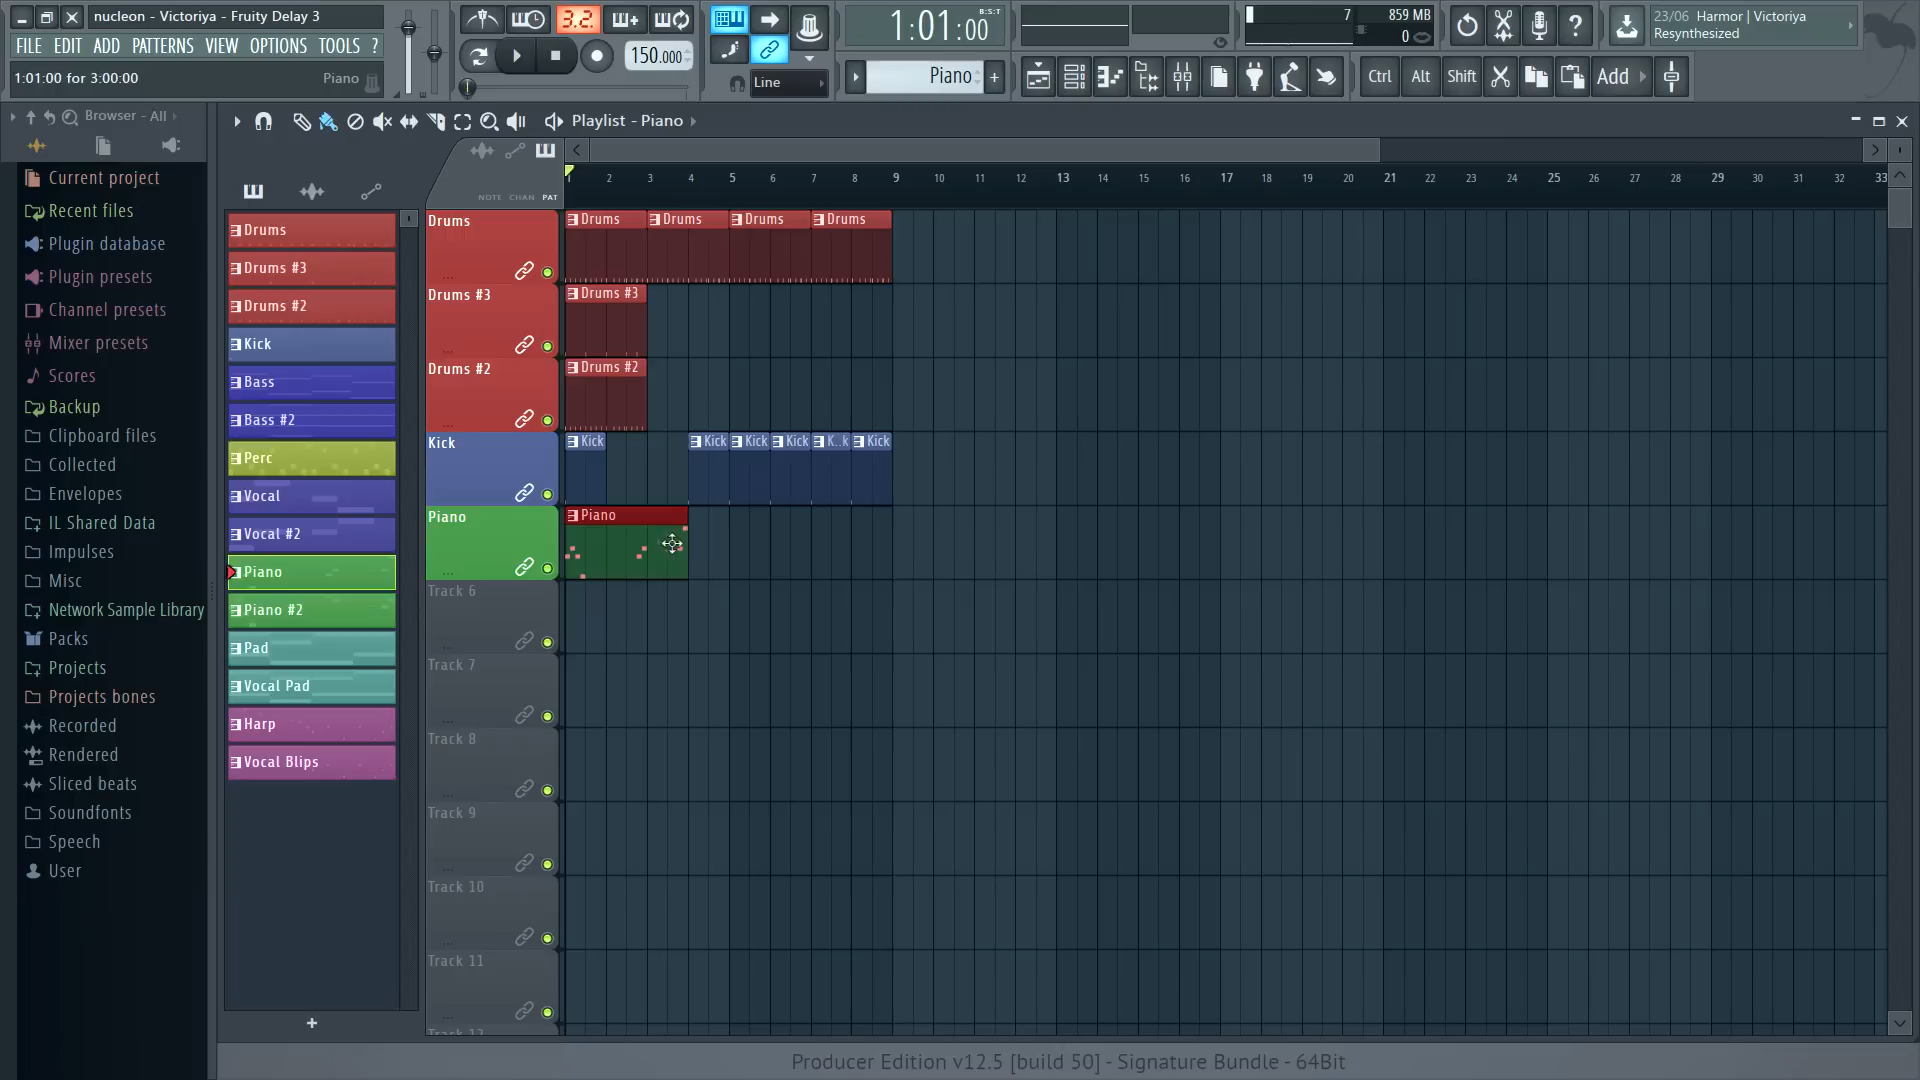 nucleon - Victoriya - Fruity Delay 3
FILE EDIT ADD PATTERNS VIEW OPTIONS TOOLS ?
1:01:00 for 3:00:00 Piano
3.2.
150.000
Line
1:01:00
B:S:T
Piano
7
859 MB
0
23/06 Harmor | Victoriya
Resynthesized
Ctrl Alt Shift Add
Browser - All
Playlist - Piano
NOTE CHAN PAT
1 2 3 4 5 6 7 8 9 10 11 12 13 14 15 16 17 18 19 20 21 22 23 24 25 26 27 28 29 30 31 32 33
Current project
Recent files
Plugin database
Plugin presets
Channel presets
Mixer presets
Scores
Backup
Clipboard files
Collected
Envelopes
IL Shared Data
Impulses
Misc
Network Sample Library
Packs
Projects
Projects bones
Recorded
Rendered
Sliced beats
Soundfonts
Speech
User
Drums
Drums #3
Drums #2
Kick
Bass
Bass #2
Perc
Vocal
Vocal #2
Piano
Piano #2
Pad
Vocal Pad
Harp
Vocal Blips
+
Drums
Drums Drums Drums Drums
Drums #3
Drums #3
Drums #2
Drums #2
Kick
Kick Kick Kick Kick K..k Kick
Piano
Piano
Track 6
Track 7
Track 8
Track 9
Track 10
Track 11
Track 12
Producer Edition v12.5 [build 50] - Signature Bundle - 64Bit